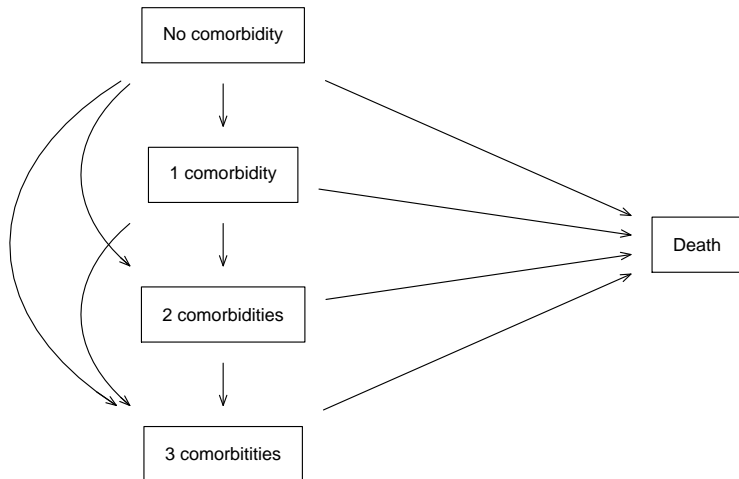 No comorbidity
1 comorbidity
Death
2 comorbidities
3 comorbitities